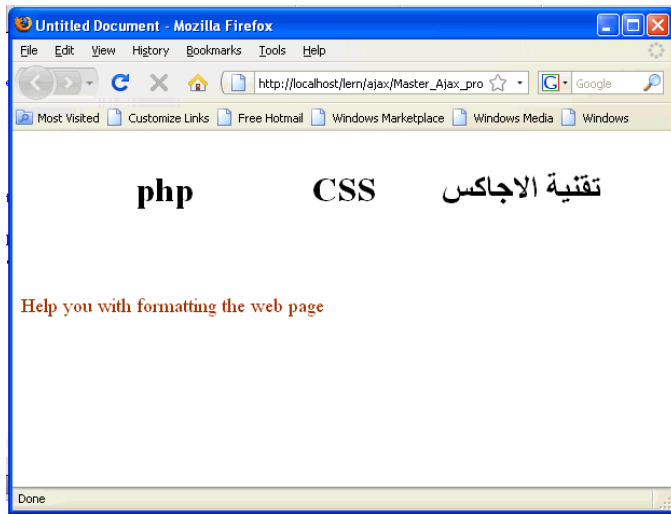 Untitled Document - Mozilla Firefox
File Edit View History Bookmarks Tools Help
http://localhost/lern/ajax/Master_Ajax_pro G Google
Most Visited Customize Links Free Hotmail Windows Marketplace Windows Media Windows
php CSS تقنية الاجاكس
Help you with formatting the web page
Done